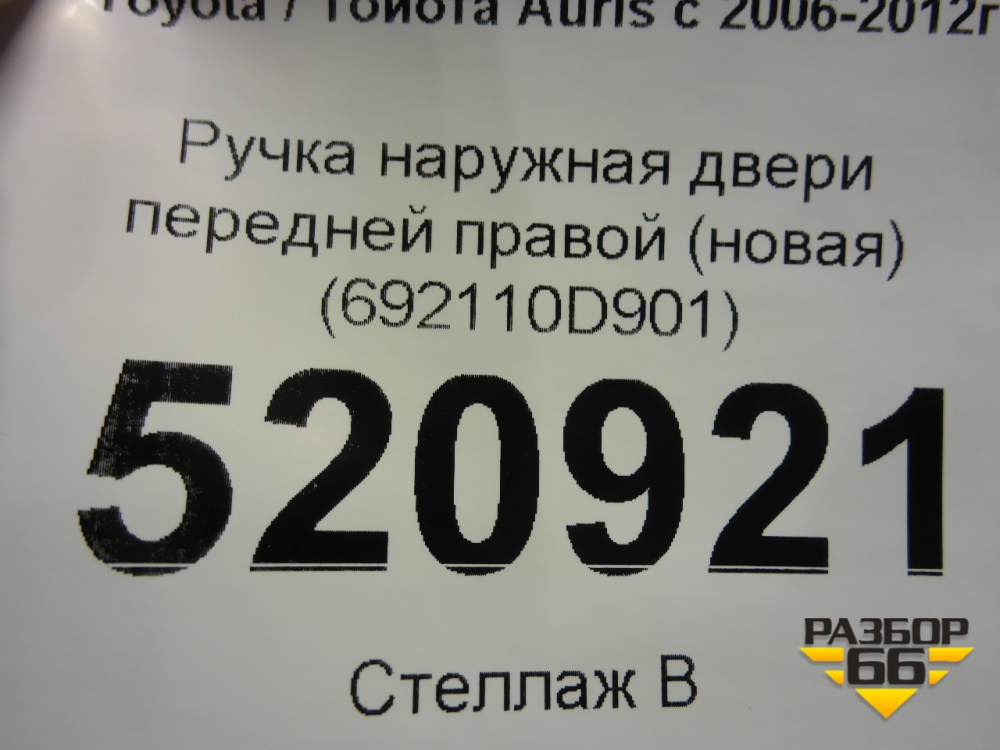 Toyota / Тойота Auris с 2006-2012г
Ручка наружная двери
передней правой (новая)
(692110D901)
520921
Стеллаж В
РАЗБОР
66